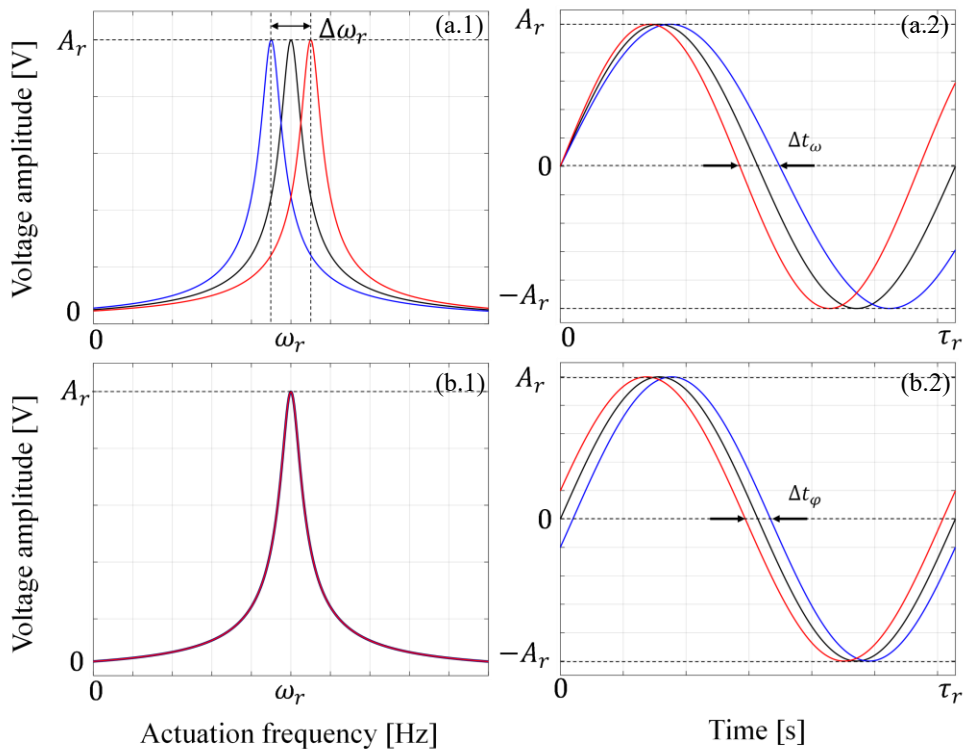 (a.1)
Δω_r
A_r
Voltage amplitude [V]
0
0
ω_r
(a.2)
A_r
Δt_ω
0
−A_r
0
τ_r
(b.1)
A_r
Voltage amplitude [V]
0
0
ω_r
Actuation frequency [Hz]
(b.2)
A_r
Δt_φ
0
−A_r
0
τ_r
Time [s]